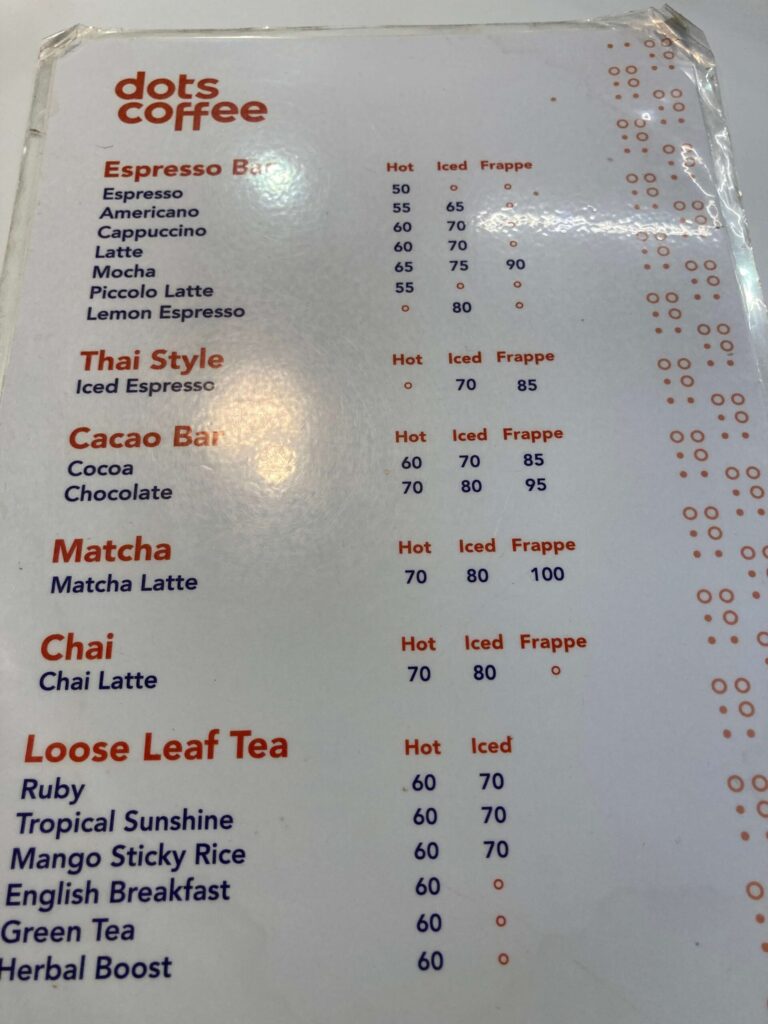 dots
coffee
Espresso Bar Hot Iced Frappe
Espresso 50 o o
Americano 55 65 o
Cappuccino 60 70 o
Latte 60 70 o
Mocha 65 75 90
Piccolo Latte 55 o o
Lemon Espresso o 80 o
Thai Style Hot Iced Frappe
Iced Espresso o 70 85
Cacao Bar Hot Iced Frappe
Cocoa 60 70 85
Chocolate 70 80 95
Matcha Hot Iced Frappe
Matcha Latte 70 80 100
Chai Hot Iced Frappe
Chai Latte 70 80 o
Loose Leaf Tea Hot Iced
Ruby 60 70
Tropical Sunshine 60 70
Mango Sticky Rice 60 70
English Breakfast 60 o
Green Tea 60 o
Herbal Boost 60 o